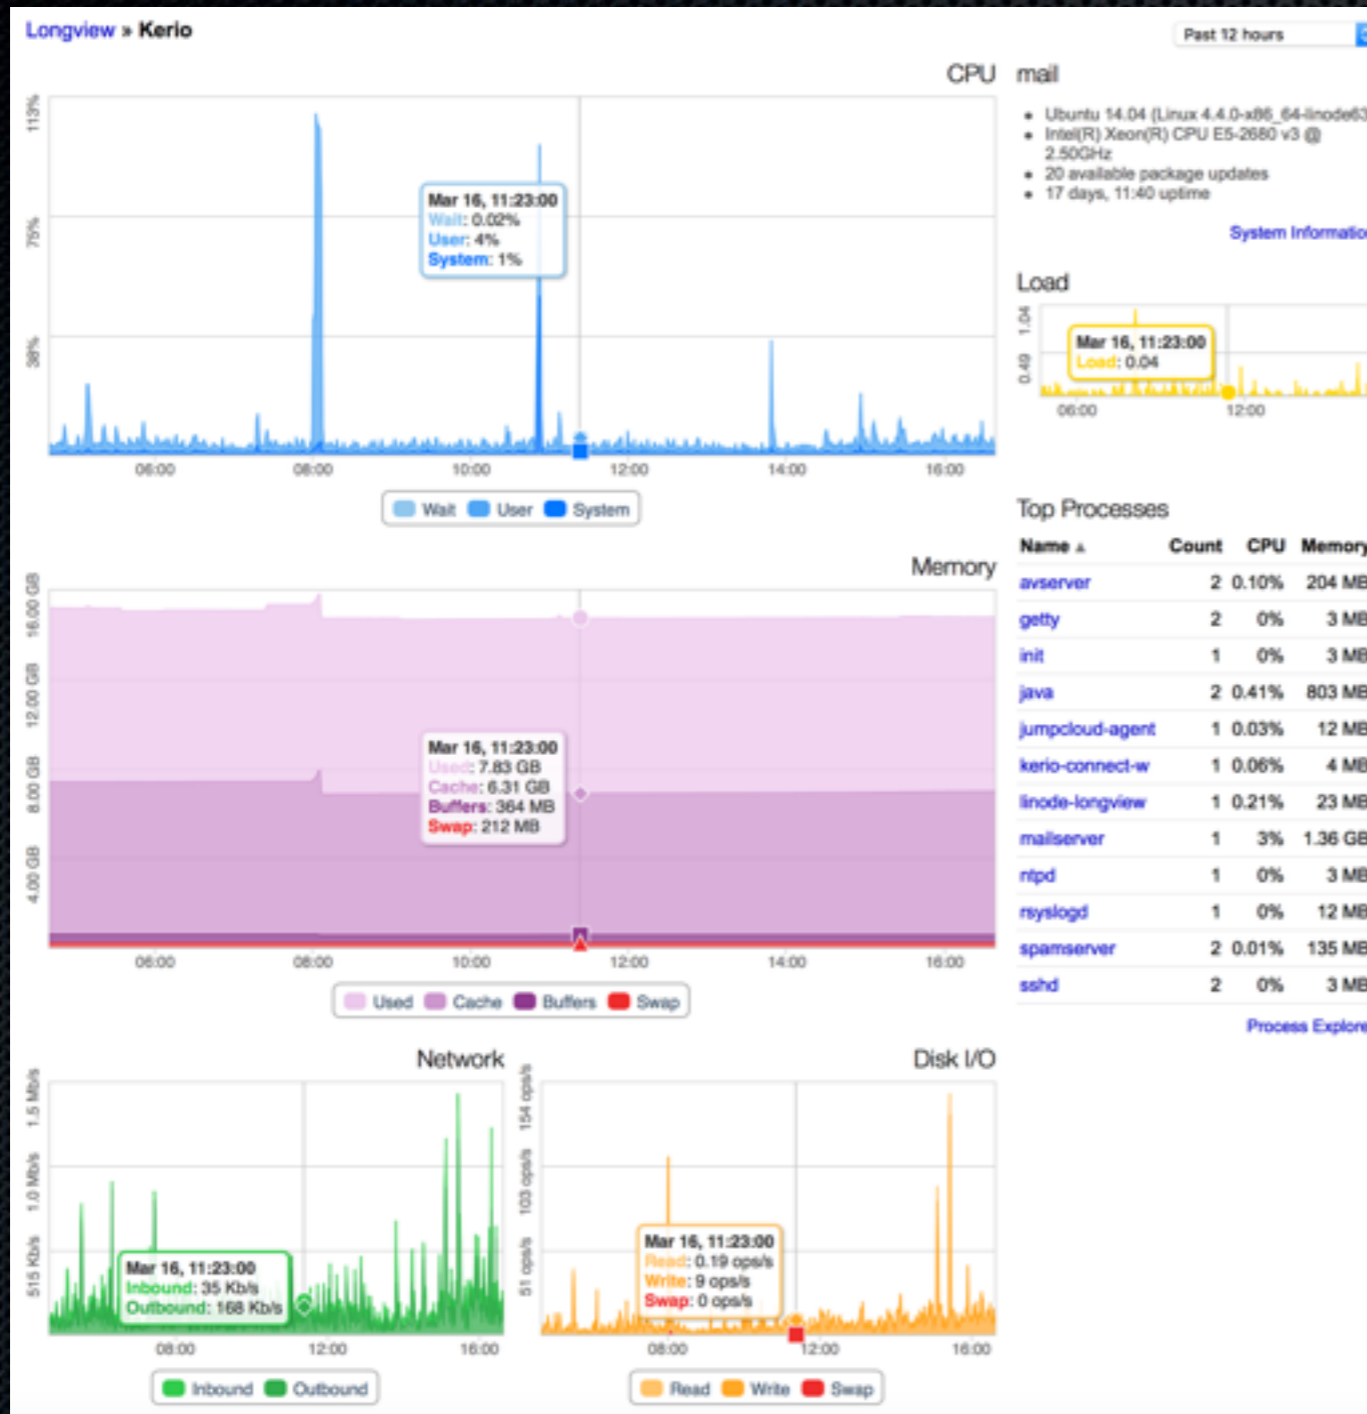 Longview » Kerio
Past 12 hours
CPU
113%
75%
38%
Mar 16, 11:23:00
Wait: 0.02%
User: 4%
System: 1%
06:00 08:00 10:00 12:00 14:00 16:00
Wait User System
mail
Ubuntu 14.04 (Linux 4.4.0-x86_64-linode63
Intel(R) Xeon(R) CPU E5-2680 v3 @
2.50GHz
20 available package updates
17 days, 11:40 uptime
System Information
Load
1.04
0.49
Mar 16, 11:23:00
Load: 0.04
06:00 12:00
Memory
16.00 GB
12.00 GB
8.00 GB
4.00 GB
Mar 16, 11:23:00
Used: 7.83 GB
Cache: 6.31 GB
Buffers: 364 MB
Swap: 212 MB
06:00 08:00 10:00 12:00 14:00 16:00
Used Cache Buffers Swap
Top Processes
Name ▲ Count CPU Memory
avserver 2 0.10% 204 MB
getty 2 0% 3 MB
init 1 0% 3 MB
java 2 0.41% 803 MB
jumpcloud-agent 1 0.03% 12 MB
kerio-connect-w 1 0.06% 4 MB
linode-longview 1 0.21% 23 MB
mailserver 1 3% 1.36 GB
ntpd 1 0% 3 MB
rsyslogd 1 0% 12 MB
spamserver 2 0.01% 135 MB
sshd 2 0% 3 MB
Process Explore
Network
1.5 Mb/s
1.0 Mb/s
515 Kb/s
Mar 16, 11:23:00
Inbound: 35 Kb/s
Outbound: 168 Kb/s
08:00 12:00 16:00
Inbound Outbound
Disk I/O
154 ops/s
103 ops/s
51 ops/s
Mar 16, 11:23:00
Read: 0.19 ops/s
Write: 9 ops/s
Swap: 0 ops/s
08:00 12:00 16:00
Read Write Swap